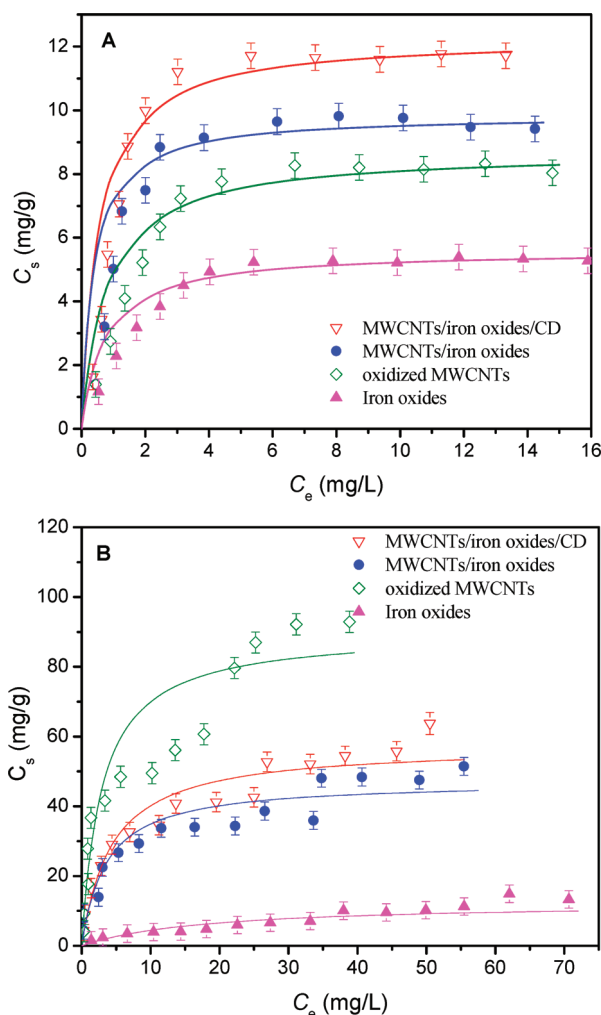 A
12
10
8
6
4
2
0
Cs (mg/g)
MWCNTs/iron oxides/CD
MWCNTs/iron oxides
oxidized MWCNTs
Iron oxides
0 2 4 6 8 10 12 14 16
Ce (mg/L)
B
120
100
80
60
40
20
0
Cs (mg/g)
MWCNTs/iron oxides/CD
MWCNTs/iron oxides
oxidized MWCNTs
Iron oxides
0 10 20 30 40 50 60 70
Ce (mg/L)